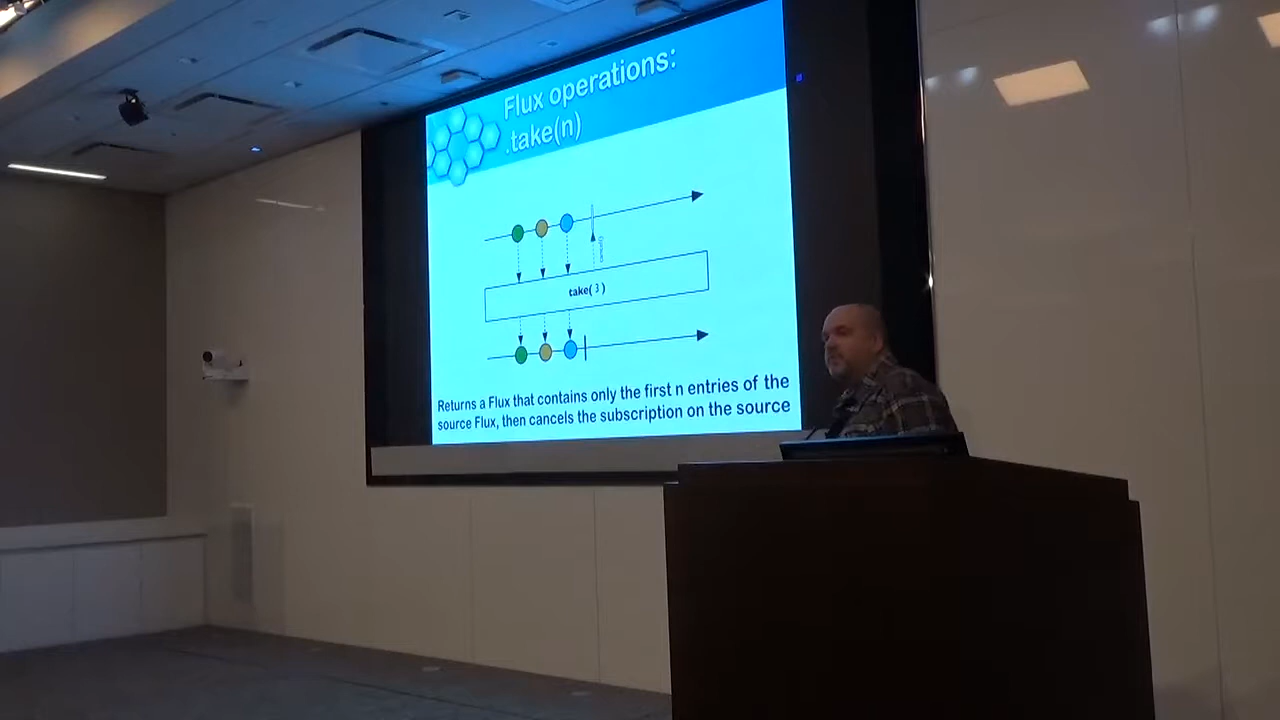 Flux operations:
.take(n)
take( 3 )
Returns a Flux that contains only the first n entries of the
source Flux, then cancels the subscription on the source